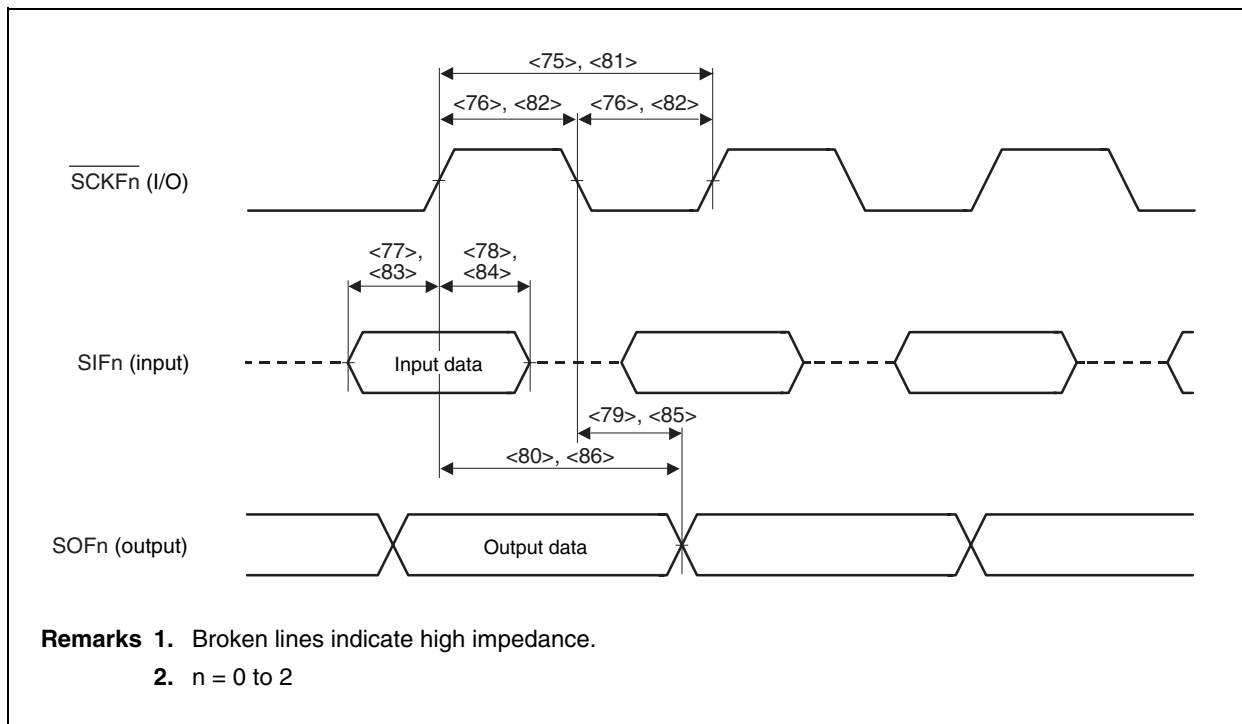 <75>, <81>
<76>, <82> <76>, <82>
SCKFn (I/O)
<77>,
<83>
<78>,
<84>
SIFn (input)
Input data
<79>, <85>
<80>, <86>
SOFn (output)
Output data
Remarks 1. Broken lines indicate high impedance.
2. n = 0 to 2